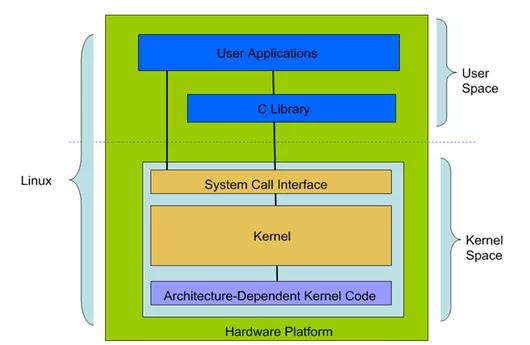 User Applications
User
Space
C Library
Linux
System Call Interface
Kernel
Kernel
Space
Architecture-Dependent Kernel Code
Hardware Platform